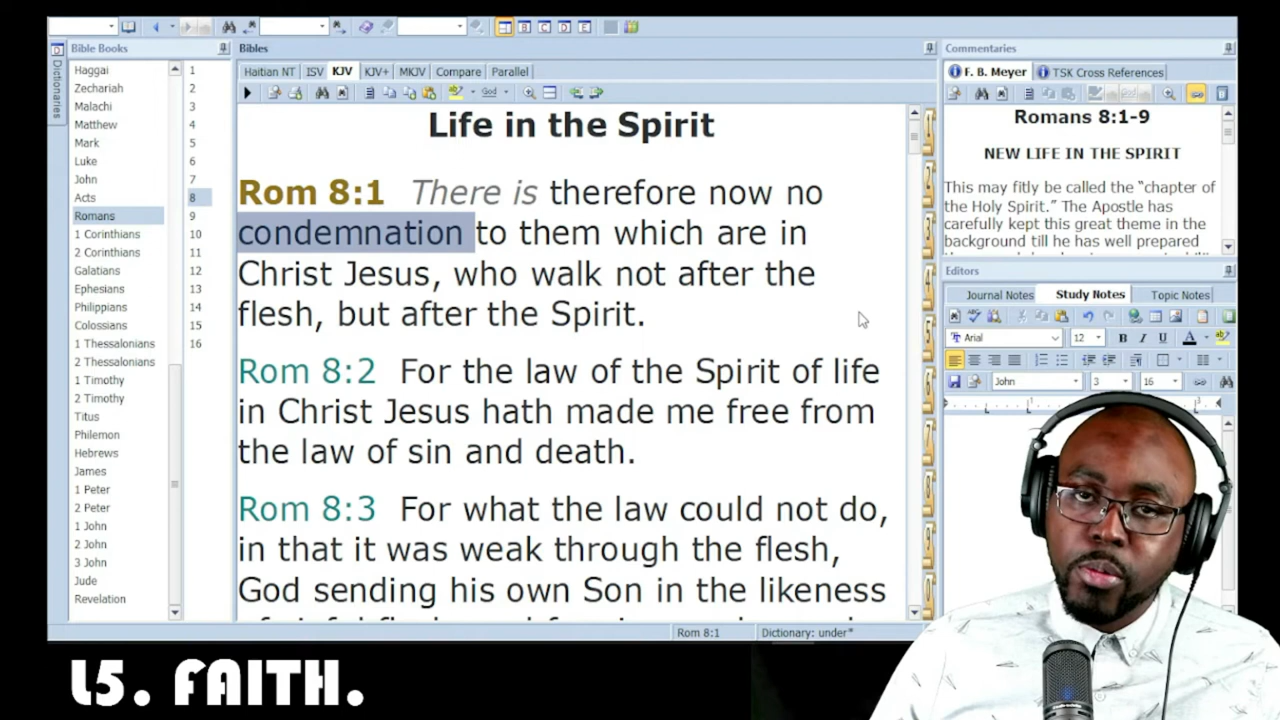 Bible Books
Haggai
Zechariah
Malachi
Matthew
Mark
Luke
John
Acts
Romans
1 Corinthians
2 Corinthians
Galatians
Ephesians
Philippians
Colossians
1 Thessalonians
2 Thessalonians
1 Timothy
2 Timothy
Titus
Philemon
Hebrews
James
1 Peter
2 Peter
1 John
2 John
3 John
Jude
Revelation
1
2
3
4
5
6
7
8
9
10
11
12
13
14
15
16
Dictionaries
Bibles
Haitian NT ISV KJV KJV+ MKJV Compare Parallel
Life in the Spirit
Rom 8:1 There is therefore now no
condemnation to them which are in
Christ Jesus, who walk not after the
flesh, but after the Spirit.
Rom 8:2 For the law of the Spirit of life
in Christ Jesus hath made me free from
the law of sin and death.
Rom 8:3 For what the law could not do,
in that it was weak through the flesh,
God sending his own Son in the likeness
Rom 8:1 Dictionary: under*
Commentaries
F. B. Meyer TSK Cross References
Romans 8:1-9
NEW LIFE IN THE SPIRIT
This may fitly be called the “chapter of
the Holy Spirit.” The Apostle has
carefully kept this great theme in the
background till he has well prepared
Editors
Journal Notes Study Notes Topic Notes
Arial 12 B I U A
John 3 16
L5. FAITH.